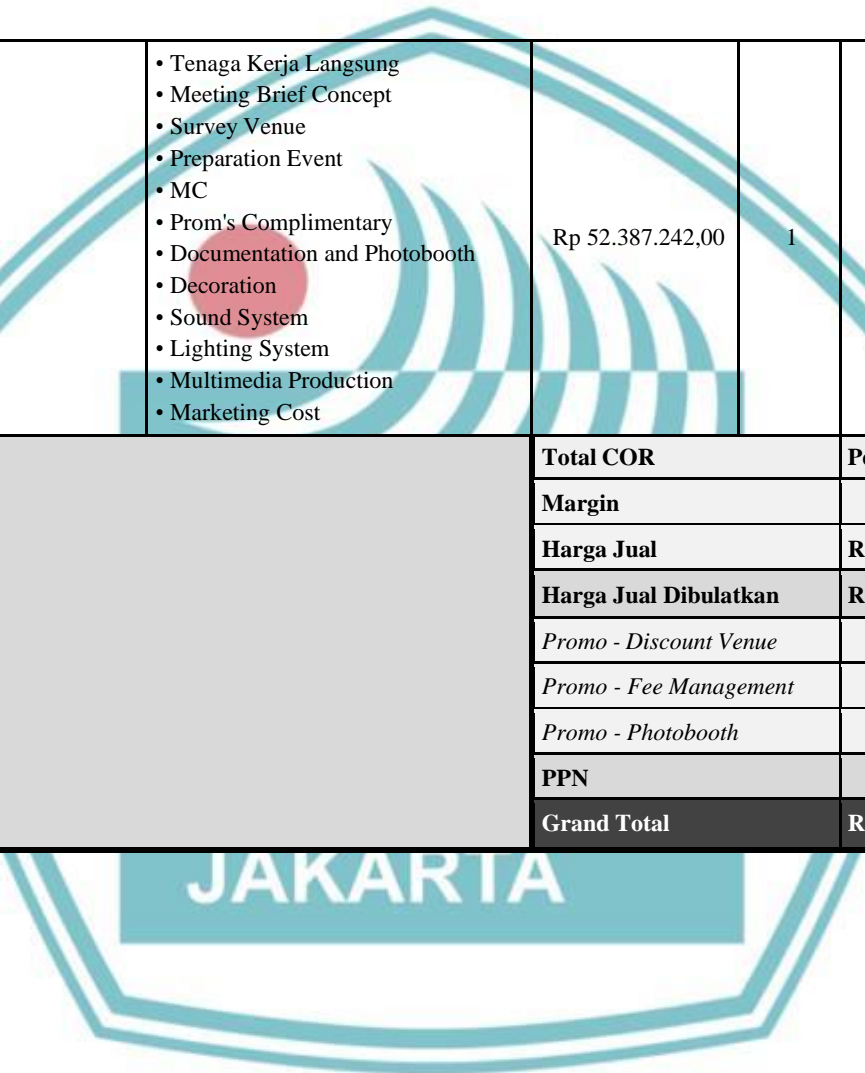 • Tenaga Kerja Langsung
• Meeting Brief Concept
• Survey Venue
• Preparation Event
• MC
• Prom's Complimentary
• Documentation and Photobooth
• Decoration
• Sound System
• Lighting System
• Multimedia Production
• Marketing Cost
Rp 52.387.242,00
1
Total COR
Margin
Harga Jual R
Harga Jual Dibulatkan R
Promo - Discount Venue
Promo - Fee Management
Promo - Photobooth
PPN
Grand Total R
JAKARTA